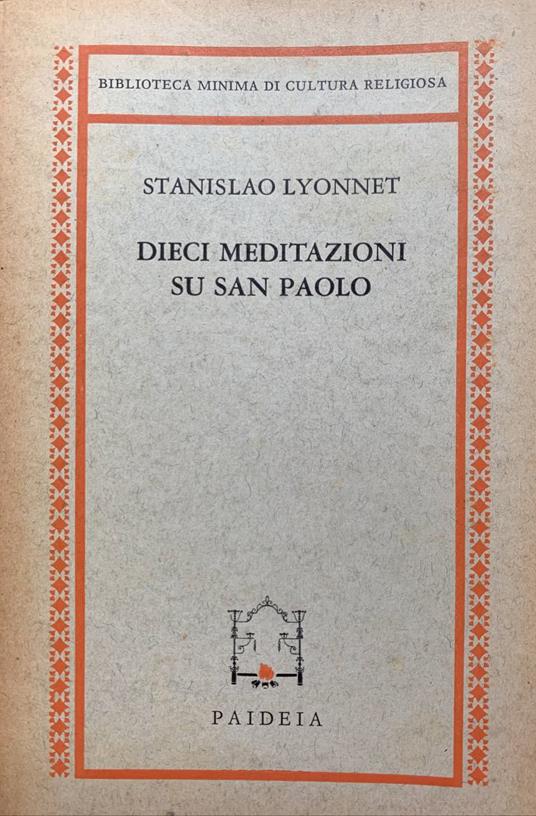 BIBLIOTECA MINIMA DI CULTURA RELIGIOSA
STANISLAO LYONNET
DIECI MEDITAZIONI
SU SAN PAOLO
PAIDEIA